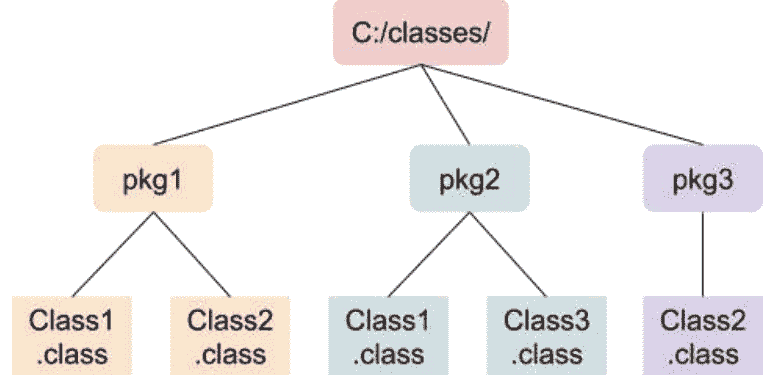 C:/classes/
pkg1
pkg2
pkg3
Class1
.class
Class2
.class
Class1
.class
Class3
.class
Class2
.class